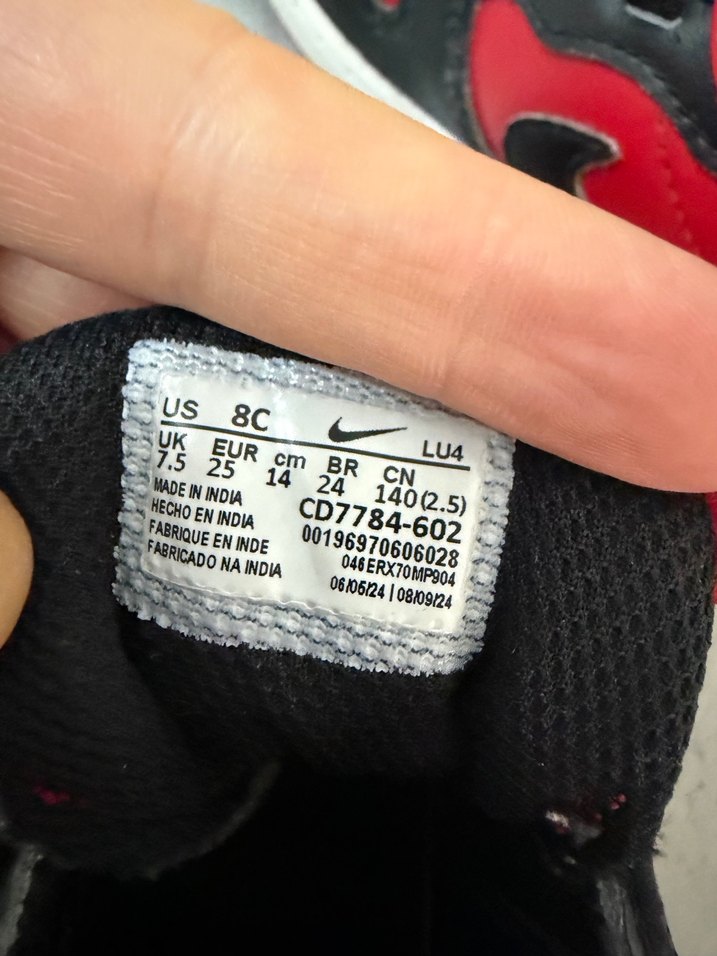 US 8C LU4
UK EUR cm BR CN
7.5 25 14 24 140(2.5)
MADE IN INDIA
HECHO EN INDIA
FABRIQUE EN INDE
FABRICADO NA INDIA
CD7784-602
00196970606028
046ERX70MP904
06/05/24 | 08/09/24